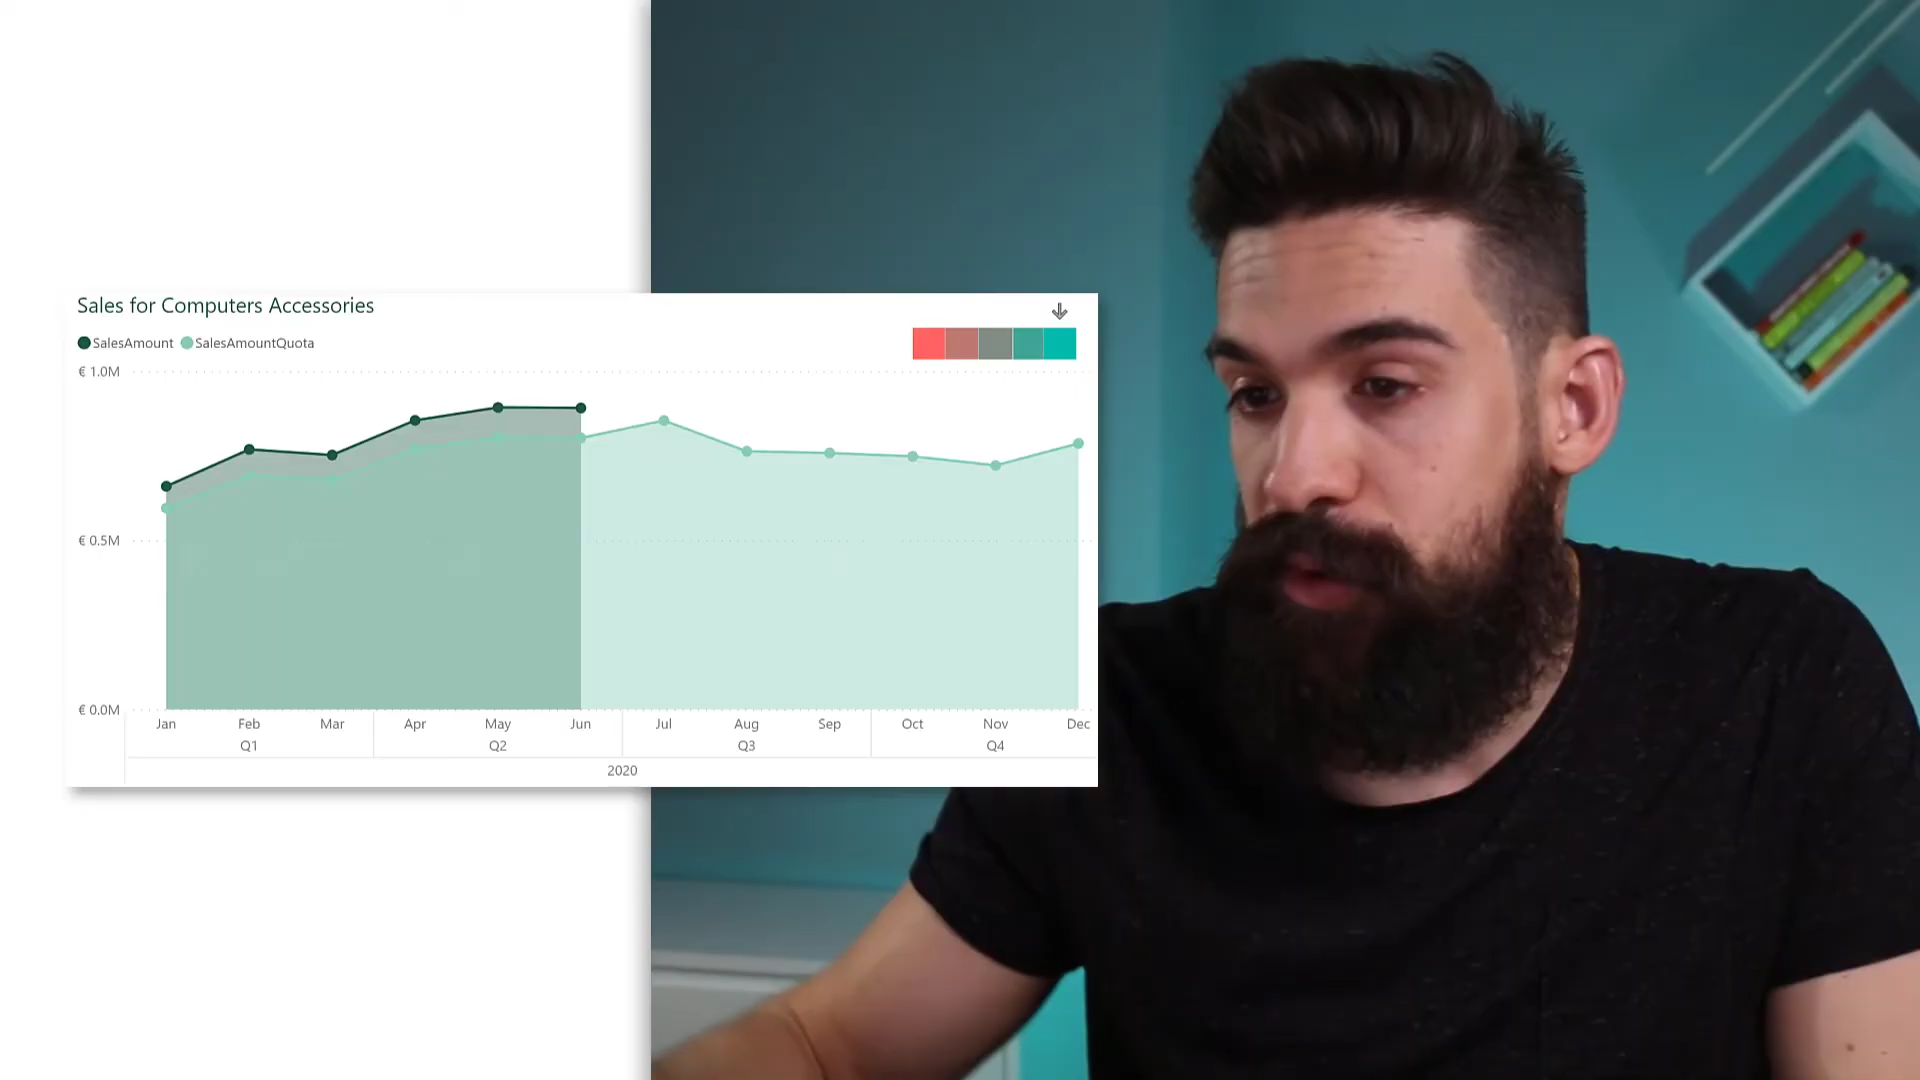 Sales for Computers Accessories
SalesAmount SalesAmountQuota
€ 1.0M
€ 0.5M
€ 0.0M
Jan Feb Mar Apr May Jun Jul Aug Sep Oct Nov Dec
Q1 Q2 Q3 Q4
2020